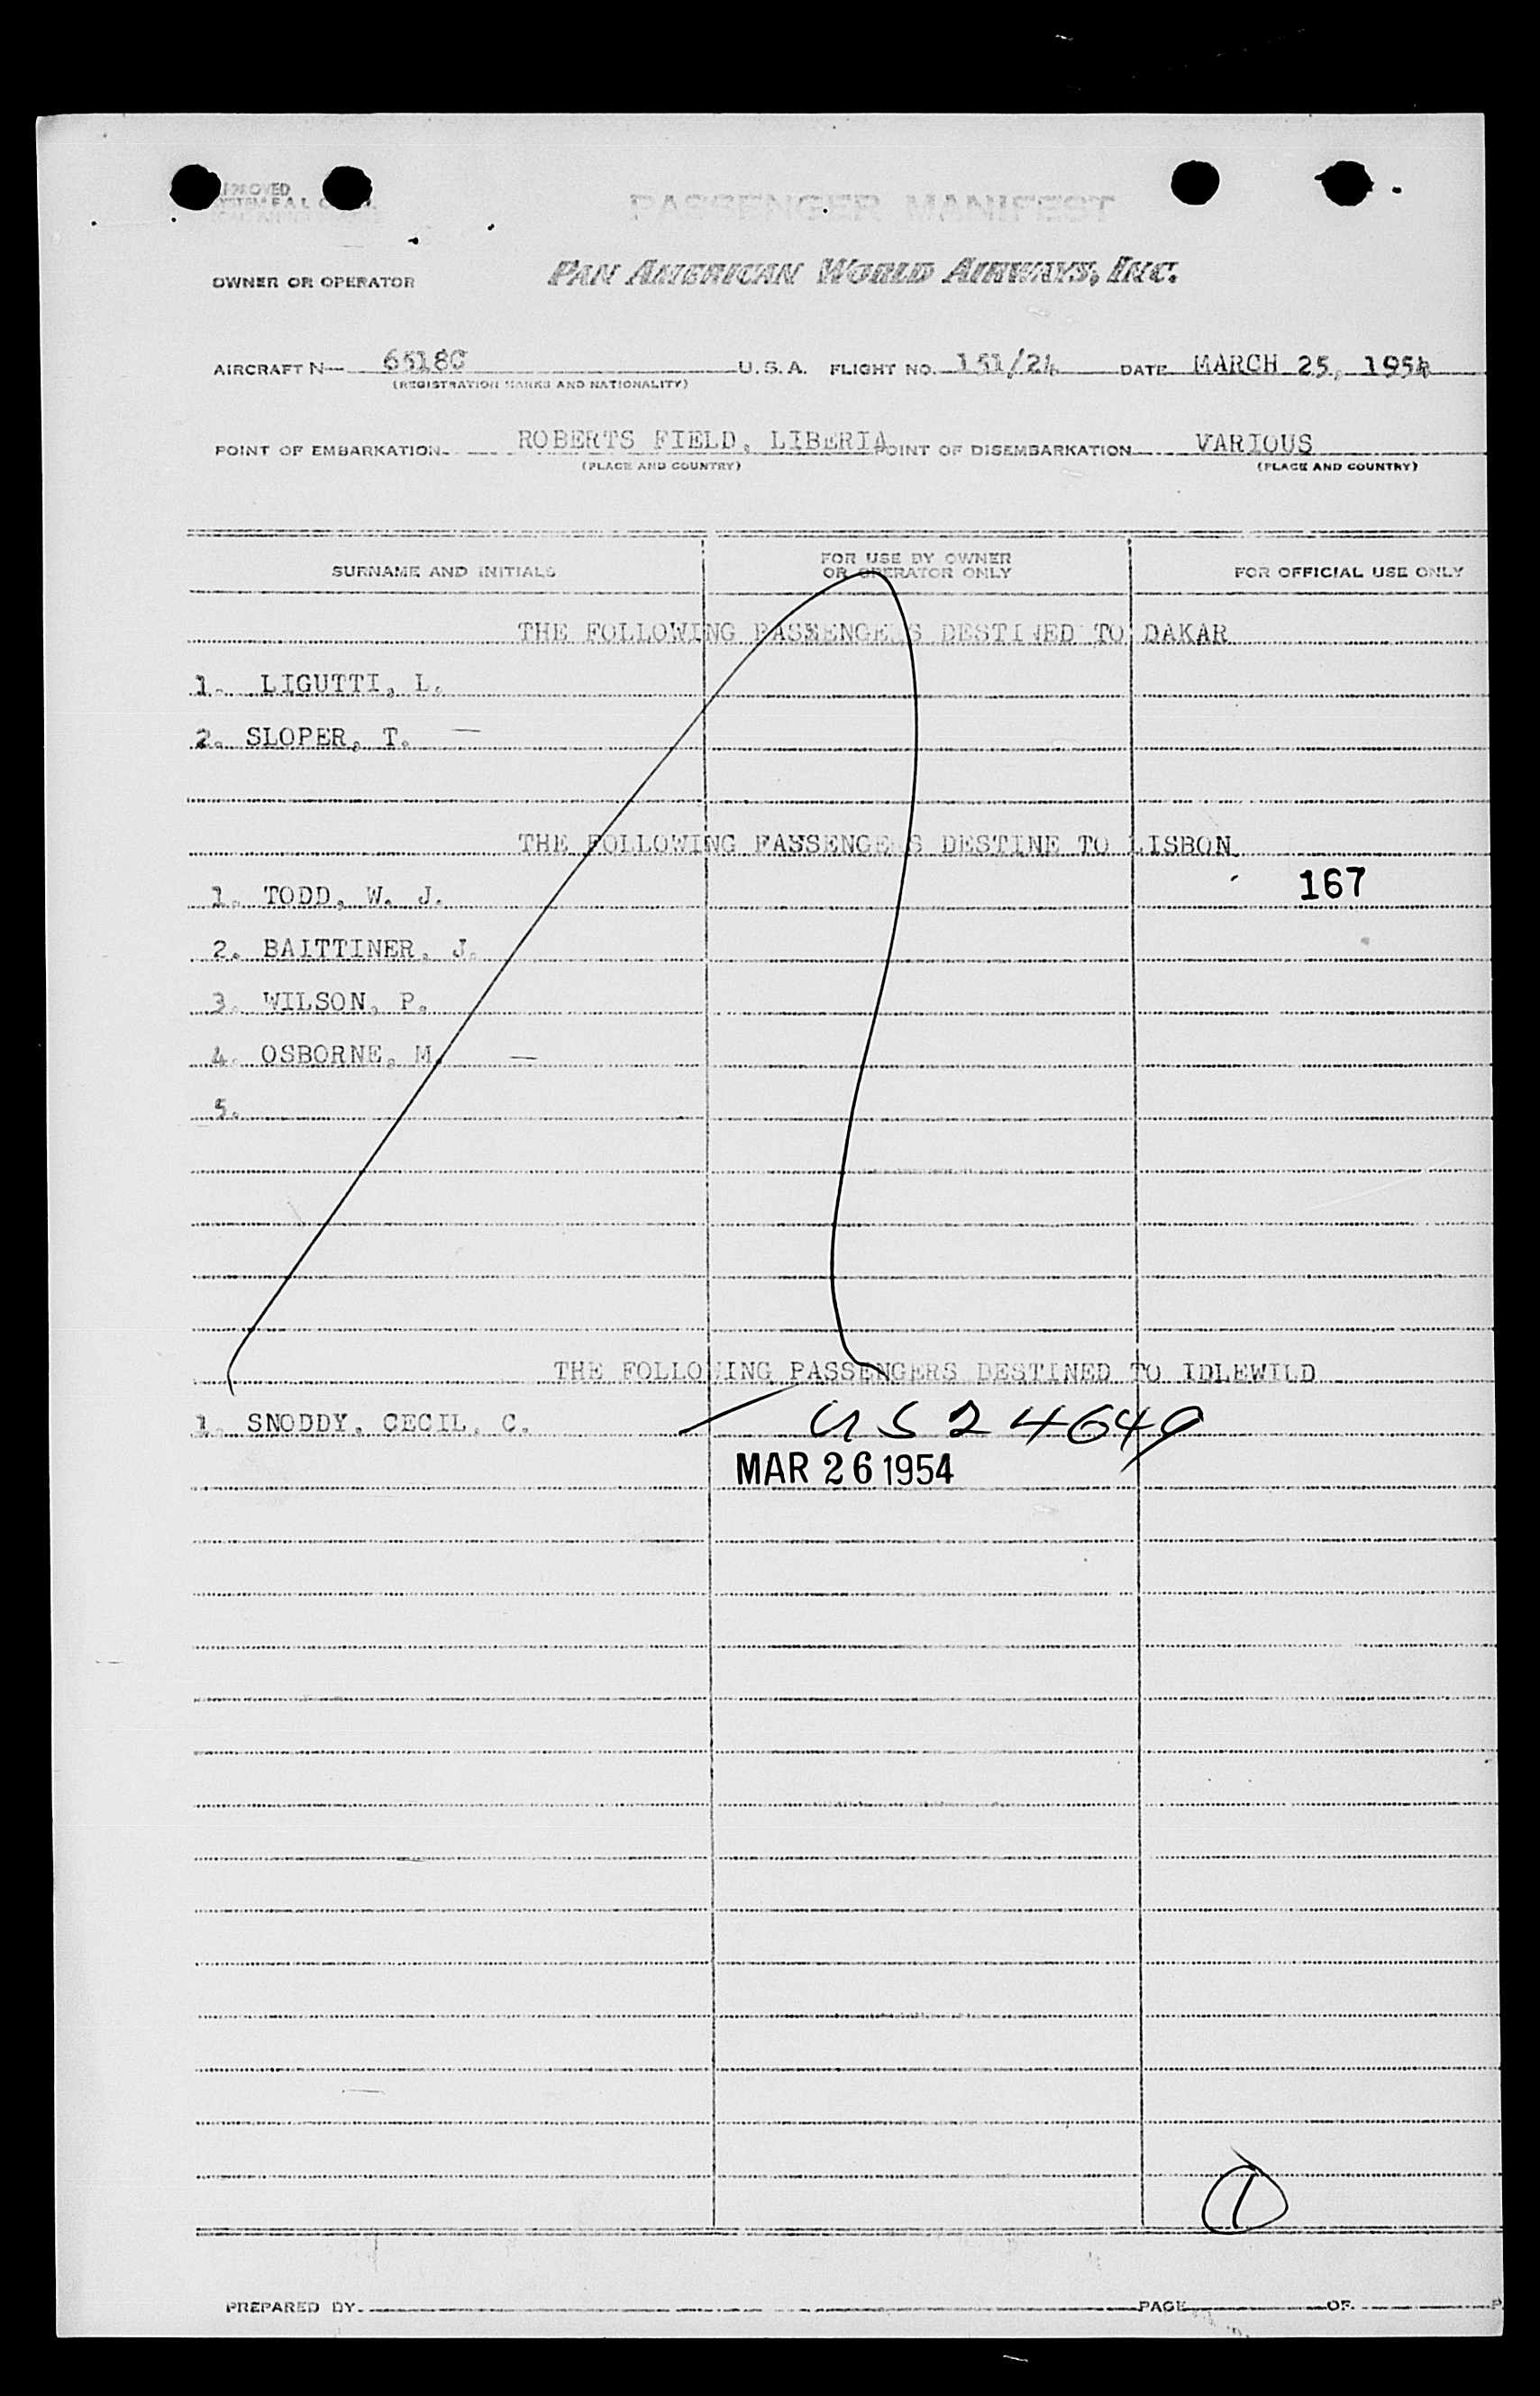 PASSENGER MANIFEST
OWNER OR OPERATOR PAN AMERICAN WORLD AIRWAYS, INC.
AIRCRAFT N— 6518C U. S. A. FLIGHT NO. 151/24 DATE MARCH 25, 1954
(REGISTRATION MARKS AND NATIONALITY)
POINT OF EMBARKATION ROBERTS FIELD, LIBERIA POINT OF DISEMBARKATION VARIOUS
(PLACE AND COUNTRY) (PLACE AND COUNTRY)
SURNAME AND INITIALS FOR USE BY OWNER OR OPERATOR ONLY FOR OFFICIAL USE ONLY
THE FOLLOWING PASSENGERS DESTINED TO DAKAR
1. LIGUTTI, L.
2. SLOPER, T. —
THE FOLLOWING PASSENGERS DESTINE TO LISBON
167
1. TODD, W. J.
2. BAITTINER, J.
3. WILSON, P.
4. OSBORNE, M. —
5.
THE FOLLOWING PASSENGERS DESTINED TO IDLEWILD
1. SNODDY, CECIL, C. US 24649
MAR 26 1954
1
PREPARED BY PAGE OF